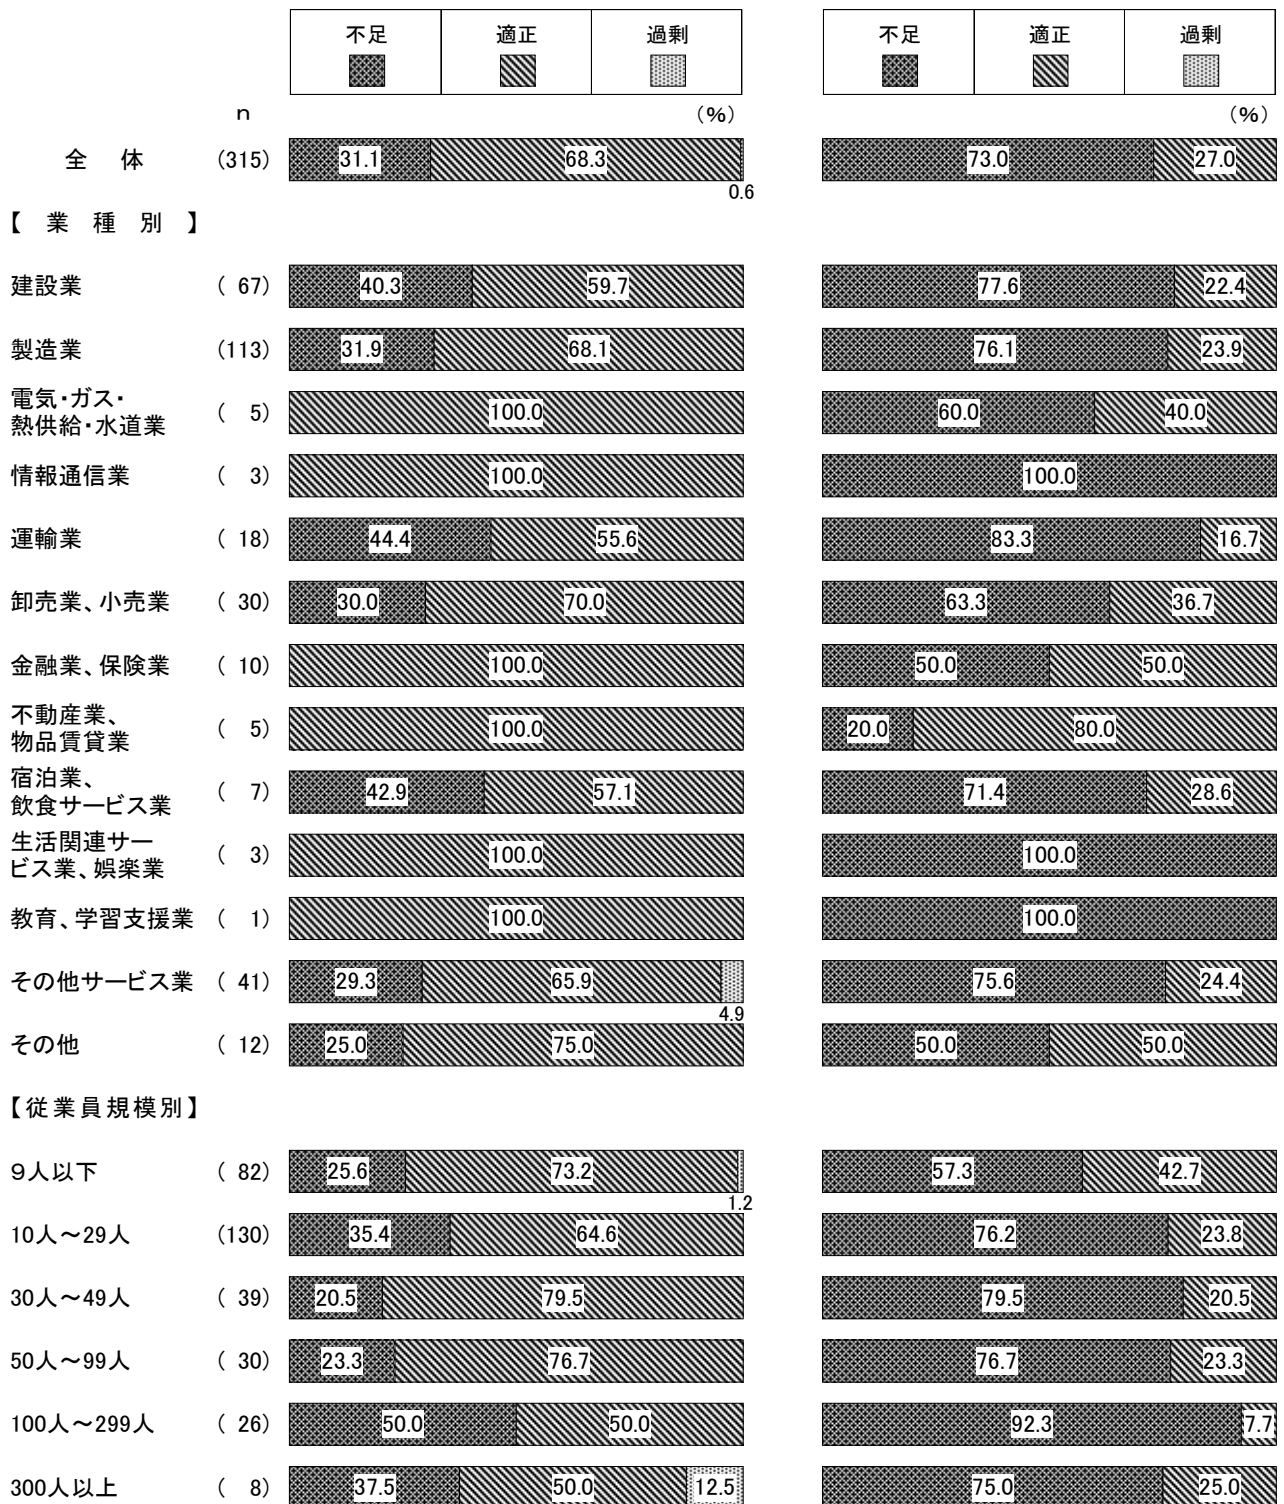 不足 適正 過剰 不足 適正 過剰
n (%) (%)
全 体 (315) 31.1 68.3 73.0 27.0
0.6
【 業 種 別 】
建設業 ( 67) 40.3 59.7 77.6 22.4
製造業 (113) 31.9 68.1 76.1 23.9
電気・ガス・
熱供給・水道業 ( 5) 100.0 60.0 40.0
情報通信業 ( 3) 100.0 100.0
運輸業 ( 18) 44.4 55.6 83.3 16.7
卸売業、小売業 ( 30) 30.0 70.0 63.3 36.7
金融業、保険業 ( 10) 100.0 50.0 50.0
不動産業、
物品賃貸業 ( 5) 100.0 20.0 80.0
宿泊業、
飲食サービス業 ( 7) 42.9 57.1 71.4 28.6
生活関連サー
ビス業、娯楽業 ( 3) 100.0 100.0
教育、学習支援業 ( 1) 100.0 100.0
その他サービス業 ( 41) 29.3 65.9 75.6 24.4
4.9
その他 ( 12) 25.0 75.0 50.0 50.0
【従業員規模別】
9人以下 ( 82) 25.6 73.2 57.3 42.7
1.2
10人～29人 (130) 35.4 64.6 76.2 23.8
30人～49人 ( 39) 20.5 79.5 79.5 20.5
50人～99人 ( 30) 23.3 76.7 76.7 23.3
100人～299人 ( 26) 50.0 50.0 92.3 7.7
300人以上 ( 8) 37.5 50.0 12.5 75.0 25.0